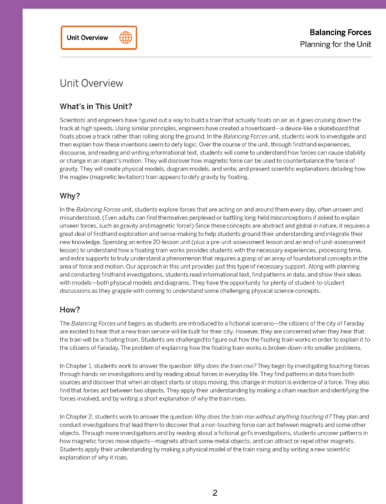 Unit Overview
Balancing Forces
Planning for the Unit
Unit Overview
What's in This Unit?
Scientists and engineers have figured out a way to build a train that actually floats on air as it goes cruising down the
track at high speeds. Using similar principles, engineers have created a hoverboard—a device like a skateboard that
floats above a track rather than rolling along the ground. In the Balancing Forces unit, students work to investigate and
then explain how these inventions seem to defy logic. Over the course of the unit, through firsthand experiences,
discourse, and reading and writing informational text, students will come to understand how forces can cause stability
or change in an object's motion. They will discover how magnetic force can be used to counterbalance the force of
gravity. They will create physical models, diagram models, and write, and present scientific explanations detailing how
the maglev (magnetic levitation) train appears to defy gravity by floating.
Why?
In the Balancing Forces unit, students explore forces that are acting on and around them every day, often unseen and
misunderstood. (Even adults can find themselves perplexed or battling long-held misconceptions if asked to explain
unseen forces, such as gravity and magnetic force!) Since these concepts are abstract and global in nature, it requires a
great deal of firsthand exploration and sense-making to help students ground their understanding and integrate their
new knowledge. Spending an entire 20-lesson unit (plus a pre-unit assessment lesson and an end-of-unit assessment
lesson) to understand how a floating train works provides students with the necessary experiences, processing time,
and extra supports to truly understand a phenomenon that requires a grasp of an array of foundational concepts in the
area of force and motion. Our approach in this unit provides just this type of necessary support. Along with planning
and conducting firsthand investigations, students read informational text, find patterns in data, and show their ideas
with models—both physical models and diagrams. They have the opportunity for plenty of student-to-student
discussions as they grapple with coming to understand some challenging physical science concepts.
How?
The Balancing Forces unit begins as students are introduced to a fictional scenario—the citizens of the city of Faraday
are excited to hear that a new train service will be built for their city. However, they are concerned when they hear that
the train will be a floating train. Students are challenged to figure out how the floating train works in order to explain it to
the citizens of Faraday. The problem of explaining how the floating train works is broken down into smaller problems.
In Chapter 1, students work to answer the question Why does the train rise? They begin by investigating touching forces
through hands-on investigations and by reading about forces in everyday life. They find patterns in data from both
sources and discover that when an object starts or stops moving, this change in motion is evidence of a force. They also
find that forces act between two objects. They apply their understanding by making a chain reaction and identifying the
forces involved, and by writing a short explanation of why the train rises.
In Chapter 2, students work to answer the question Why does the train rise without anything touching it? They plan and
conduct investigations that lead them to discover that a non-touching force can act between magnets and some other
objects. Through more investigations and by reading about a fictional girl's investigations, students uncover patterns in
how magnetic forces move objects—magnets attract some metal objects, and can attract or repel other magnets.
Students apply their understanding by making a physical model of the train rising and by writing a new scientific
explanation of why it rises.
2